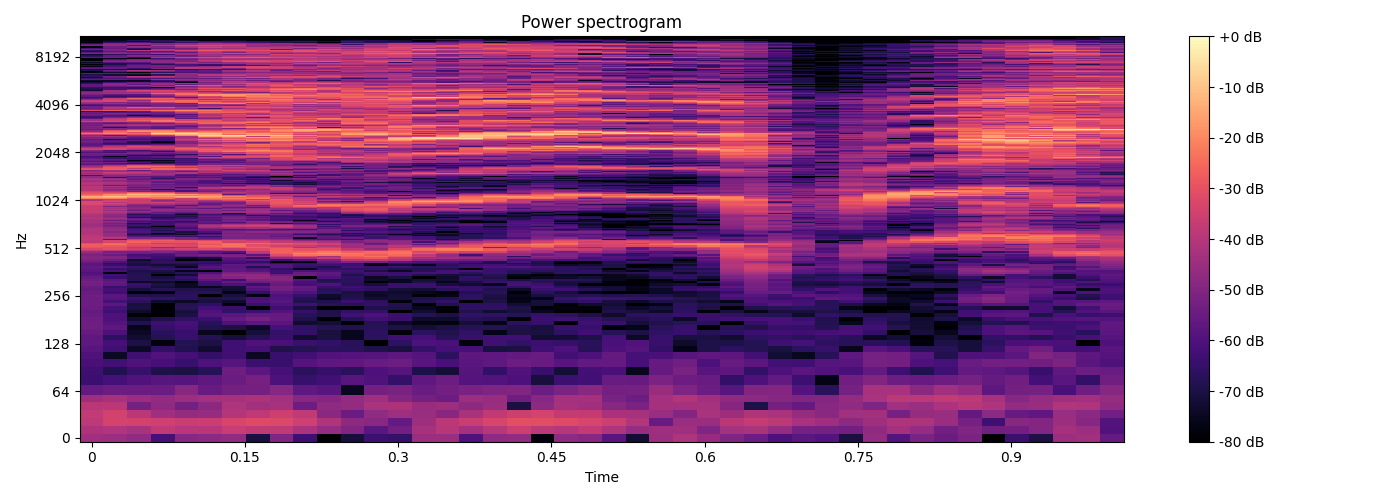 Power spectrogram
8192
4096
2048
1024
512
256
128
64
0
Hz
0 0.15 0.3 0.45 0.6 0.75 0.9
Time
+0 dB
-10 dB
-20 dB
-30 dB
-40 dB
-50 dB
-60 dB
-70 dB
-80 dB